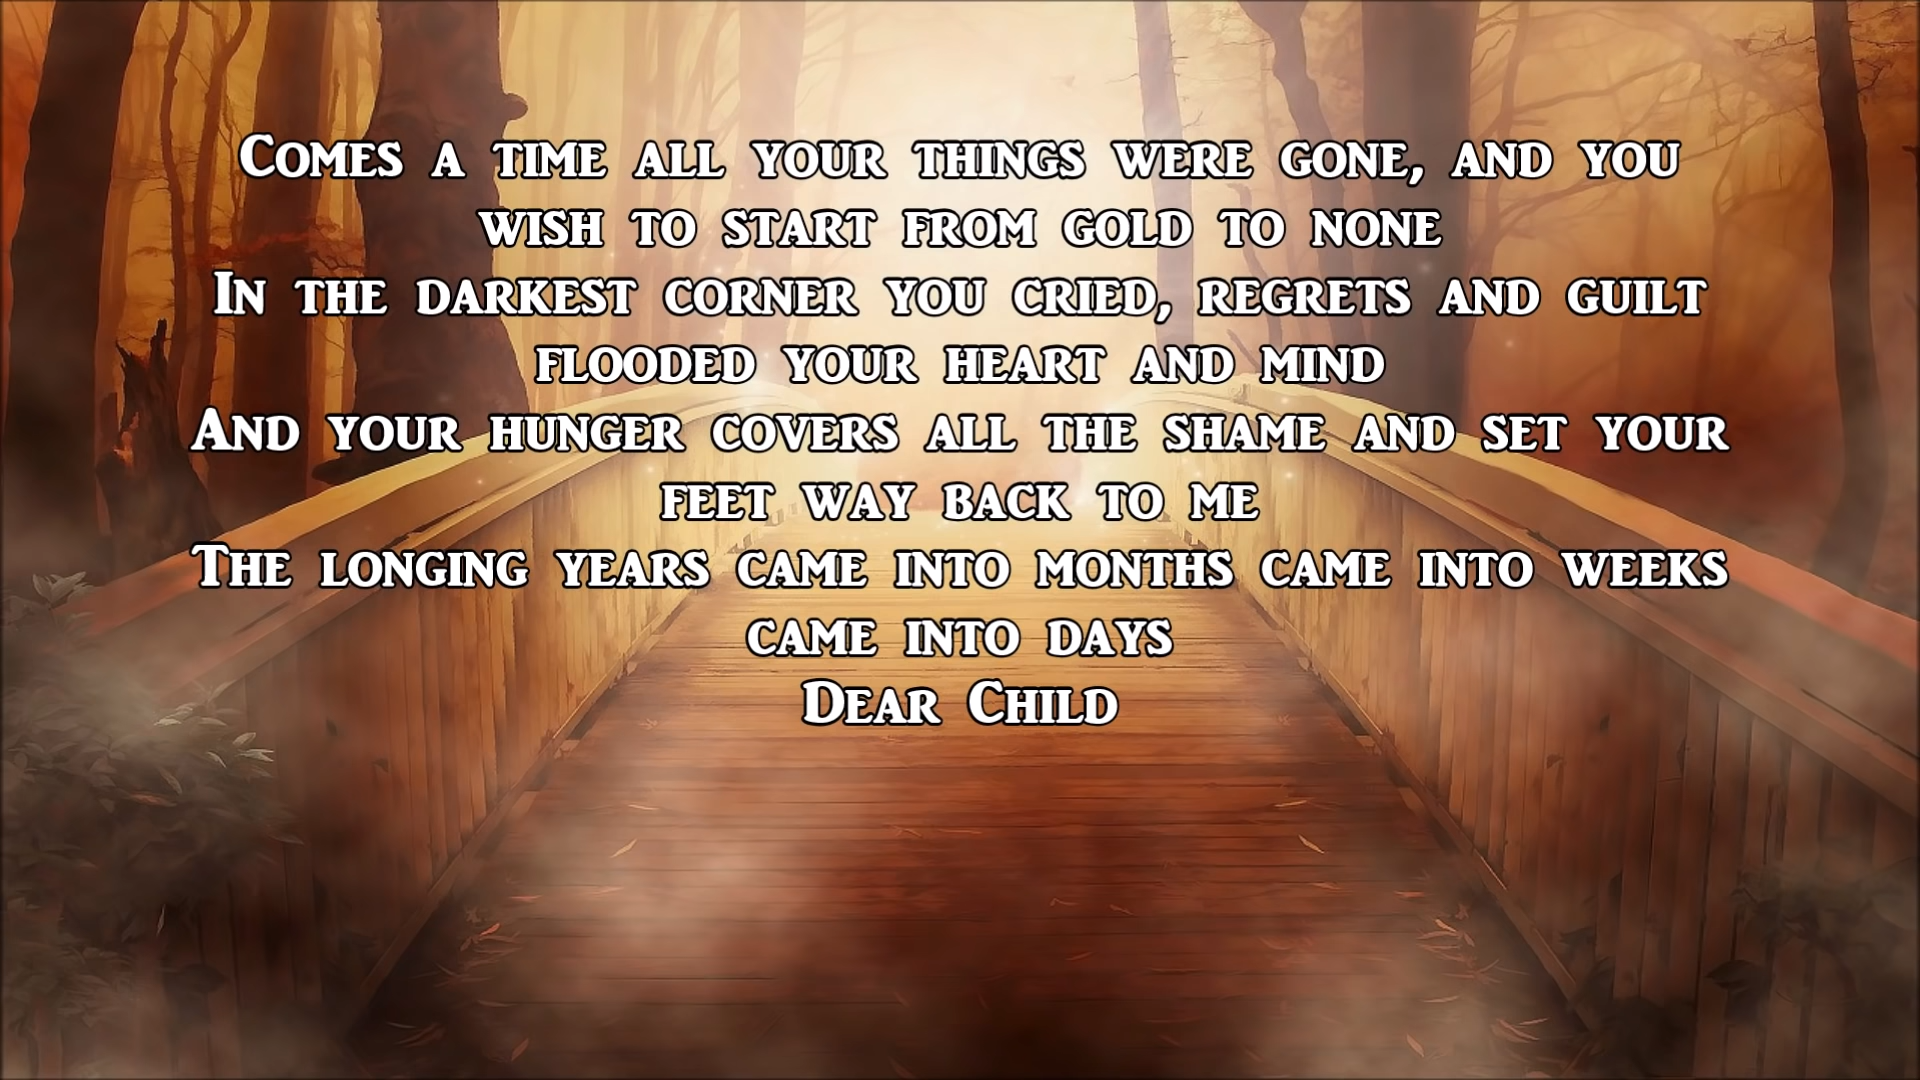 Comes a time all your things were gone, and you
wish to start from gold to none
In the darkest corner you cried, regrets and guilt
flooded your heart and mind
And your hunger covers all the shame and set your
feet way back to me
The longing years came into months came into weeks
came into days
Dear Child